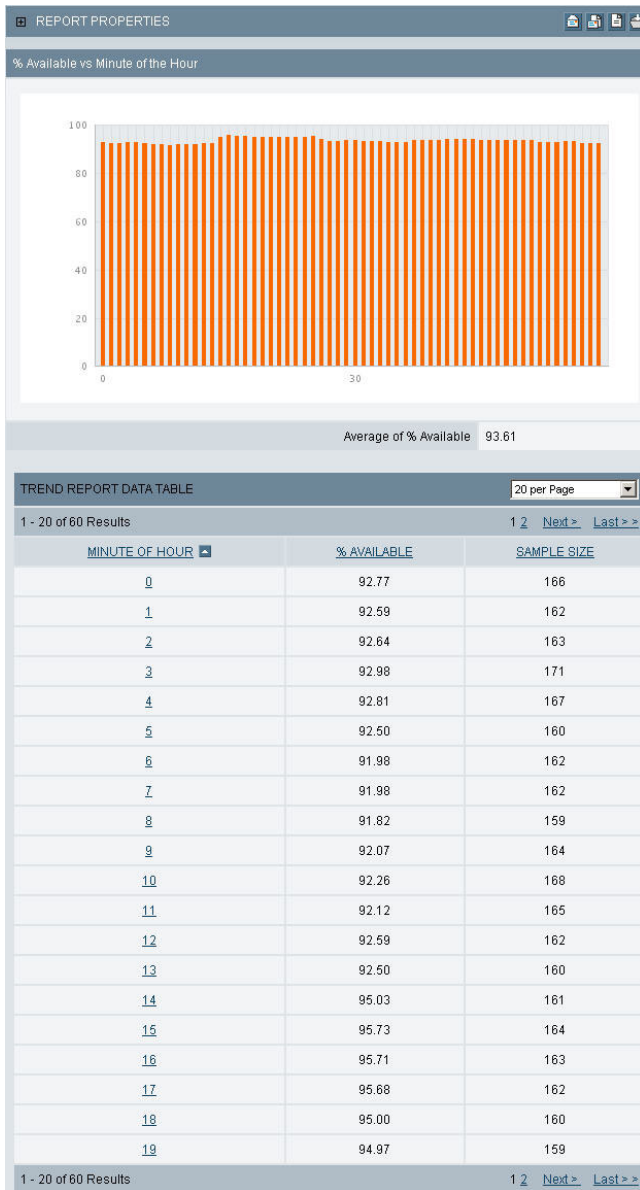 REPORT PROPERTIES
% Available vs Minute of the Hour
100
80
60
40
20
0
0 30
Average of % Available 93.61
TREND REPORT DATA TABLE 20 per Page
1 - 20 of 60 Results 1 2 Next > Last > >
MINUTE OF HOUR % AVAILABLE SAMPLE SIZE
0 92.77 166
1 92.59 162
2 92.64 163
3 92.98 171
4 92.81 167
5 92.50 160
6 91.98 162
7 91.98 162
8 91.82 159
9 92.07 164
10 92.26 168
11 92.12 165
12 92.59 162
13 92.50 160
14 95.03 161
15 95.73 164
16 95.71 163
17 95.68 162
18 95.00 160
19 94.97 159
1 - 20 of 60 Results 1 2 Next > Last > >